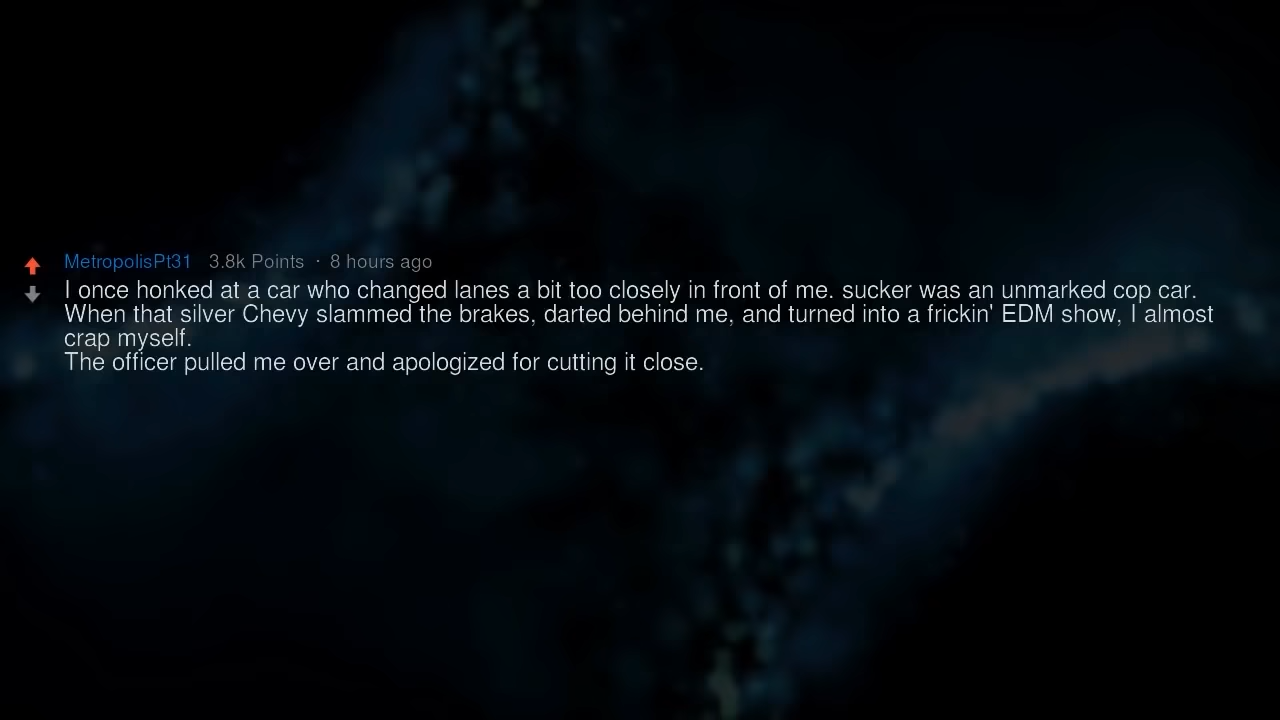 MetropolisPt31 3.8k Points · 8 hours ago
I once honked at a car who changed lanes a bit too closely in front of me. sucker was an unmarked cop car.
When that silver Chevy slammed the brakes, darted behind me, and turned into a frickin' EDM show, I almost
crap myself.
The officer pulled me over and apologized for cutting it close.